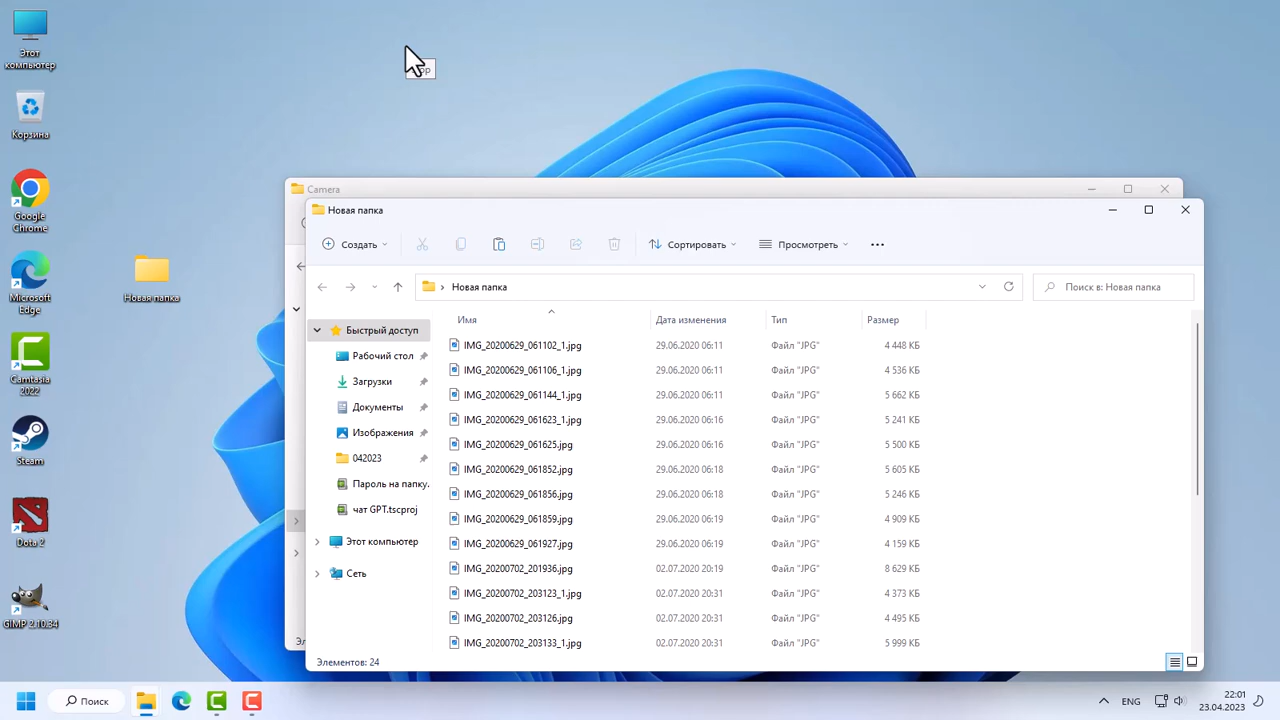 Этот
компьютер
Корзина
Google
Chrome
Microsoft
Edge
Camtasia
2022
Steam
Dota 2
GIMP 2.10.34
Новая папка
Camera
Новая папка
Создать
Сортировать
Просмотреть
Новая папка
Поиск в: Новая папка
Имя Дата изменения Тип Размер
Быстрый доступ
Рабочий стол
Загрузки
Документы
Изображения
042023
Пароль на папку.
чат GPT.tscproj
Этот компьютер
Сеть
IMG_20200629_061102_1.jpg 29.06.2020 06:11 Файл "JPG" 4 448 КБ
IMG_20200629_061106_1.jpg 29.06.2020 06:11 Файл "JPG" 4 536 КБ
IMG_20200629_061144_1.jpg 29.06.2020 06:11 Файл "JPG" 5 662 КБ
IMG_20200629_061623_1.jpg 29.06.2020 06:16 Файл "JPG" 5 241 КБ
IMG_20200629_061625.jpg 29.06.2020 06:16 Файл "JPG" 5 500 КБ
IMG_20200629_061852.jpg 29.06.2020 06:18 Файл "JPG" 5 605 КБ
IMG_20200629_061856.jpg 29.06.2020 06:18 Файл "JPG" 5 246 КБ
IMG_20200629_061859.jpg 29.06.2020 06:19 Файл "JPG" 4 909 КБ
IMG_20200629_061927.jpg 29.06.2020 06:19 Файл "JPG" 4 159 КБ
IMG_20200702_201936.jpg 02.07.2020 20:19 Файл "JPG" 8 629 КБ
IMG_20200702_203123_1.jpg 02.07.2020 20:31 Файл "JPG" 4 373 КБ
IMG_20200702_203126.jpg 02.07.2020 20:31 Файл "JPG" 4 495 КБ
IMG_20200702_203133_1.jpg 02.07.2020 20:31 Файл "JPG" 5 999 КБ
Эл
Элементов: 24
Поиск
ENG
22:01
23.04.2023